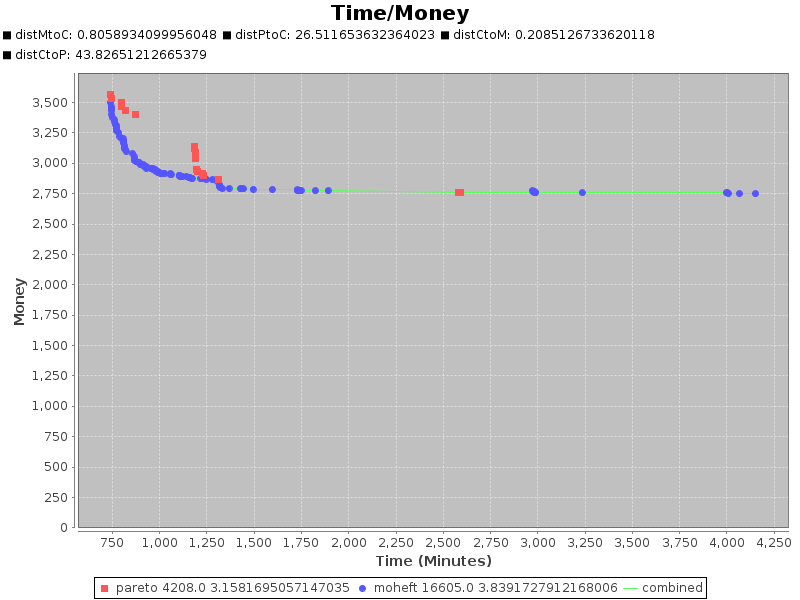 Time/Money
distMtoC: 0.8058934099956048 distPtoC: 26.511653632364023 distCtoM: 0.2085126733620118
distCtoP: 43.82651212665379
3,500
3,250
3,000
2,750
2,500
2,250
2,000
1,750
1,500
1,250
1,000
750
500
250
0
Money
750 1,000 1,250 1,500 1,750 2,000 2,250 2,500 2,750 3,000 3,250 3,500 3,750 4,000 4,250
Time (Minutes)
pareto 4208.0 3.1581695057147035 moheft 16605.0 3.8391727912168006 combined